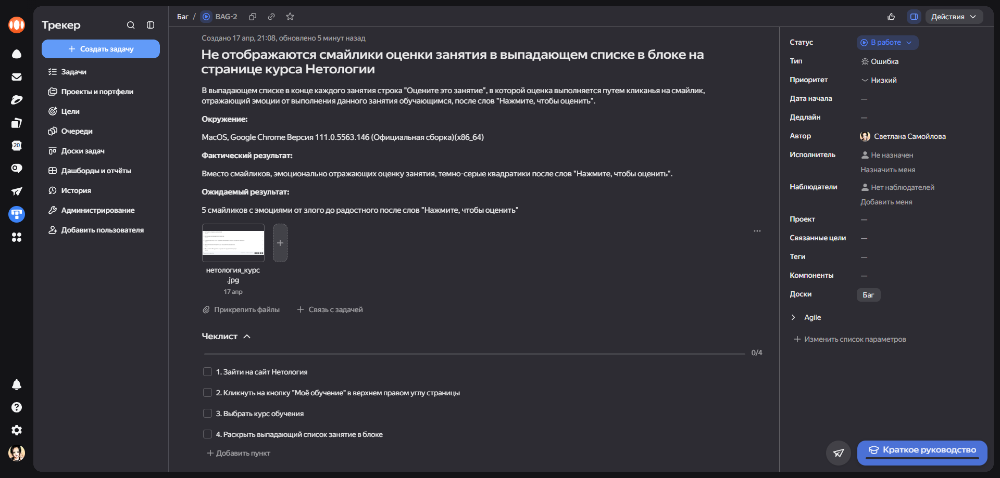 Трекер
Создать задачу
Задачи
Проекты и портфели
Цели
Очереди
Доски задач
Дашборды и отчёты
История
Администрирование
Добавить пользователя
20
Баг / BAG-2
Действия
Создано 17 апр, 21:08, обновлено 5 минут назад
Не отображаются смайлики оценки занятия в выпадающем списке в блоке на
странице курса Нетологии
В выпадающем списке в конце каждого занятия строка "Оцените это занятие", в которой оценка выполняется путем кликанья на смайлик,
отражающий эмоции от выполнения данного занятия обучающимся, после слов "Нажмите, чтобы оценить".
Окружение:
MacOS, Google Chrome Версия 111.0.5563.146 (Официальная сборка)(x86_64)
Фактический результат:
Вместо смайликов, эмоционально отражающих оценку занятия, темно-серые квадратики после слов "Нажмите, чтобы оценить".
Ожидаемый результат:
5 смайликов с эмоциями от злого до радостного после слов "Нажмите, чтобы оценить"
нетология_курс
.jpg
17 апр
Прикрепить файлы
Связь с задачей
Чеклист
0/4
1. Зайти на сайт Нетология
2. Кликнуть на кнопку "Моё обучение" в верхнем правом углу страницы
3. Выбрать курс обучения
4. Раскрыть выпадающий список занятие в блоке
Добавить пункт
Статус В работе
Тип Ошибка
Приоритет Низкий
Дата начала —
Дедлайн —
Автор Светлана Самойлова
Исполнитель Не назначен
Назначить меня
Наблюдатели Нет наблюдателей
Добавить меня
Проект —
Связанные цели —
Теги —
Компоненты —
Доски Баг
Agile
Изменить список параметров
Краткое руководство